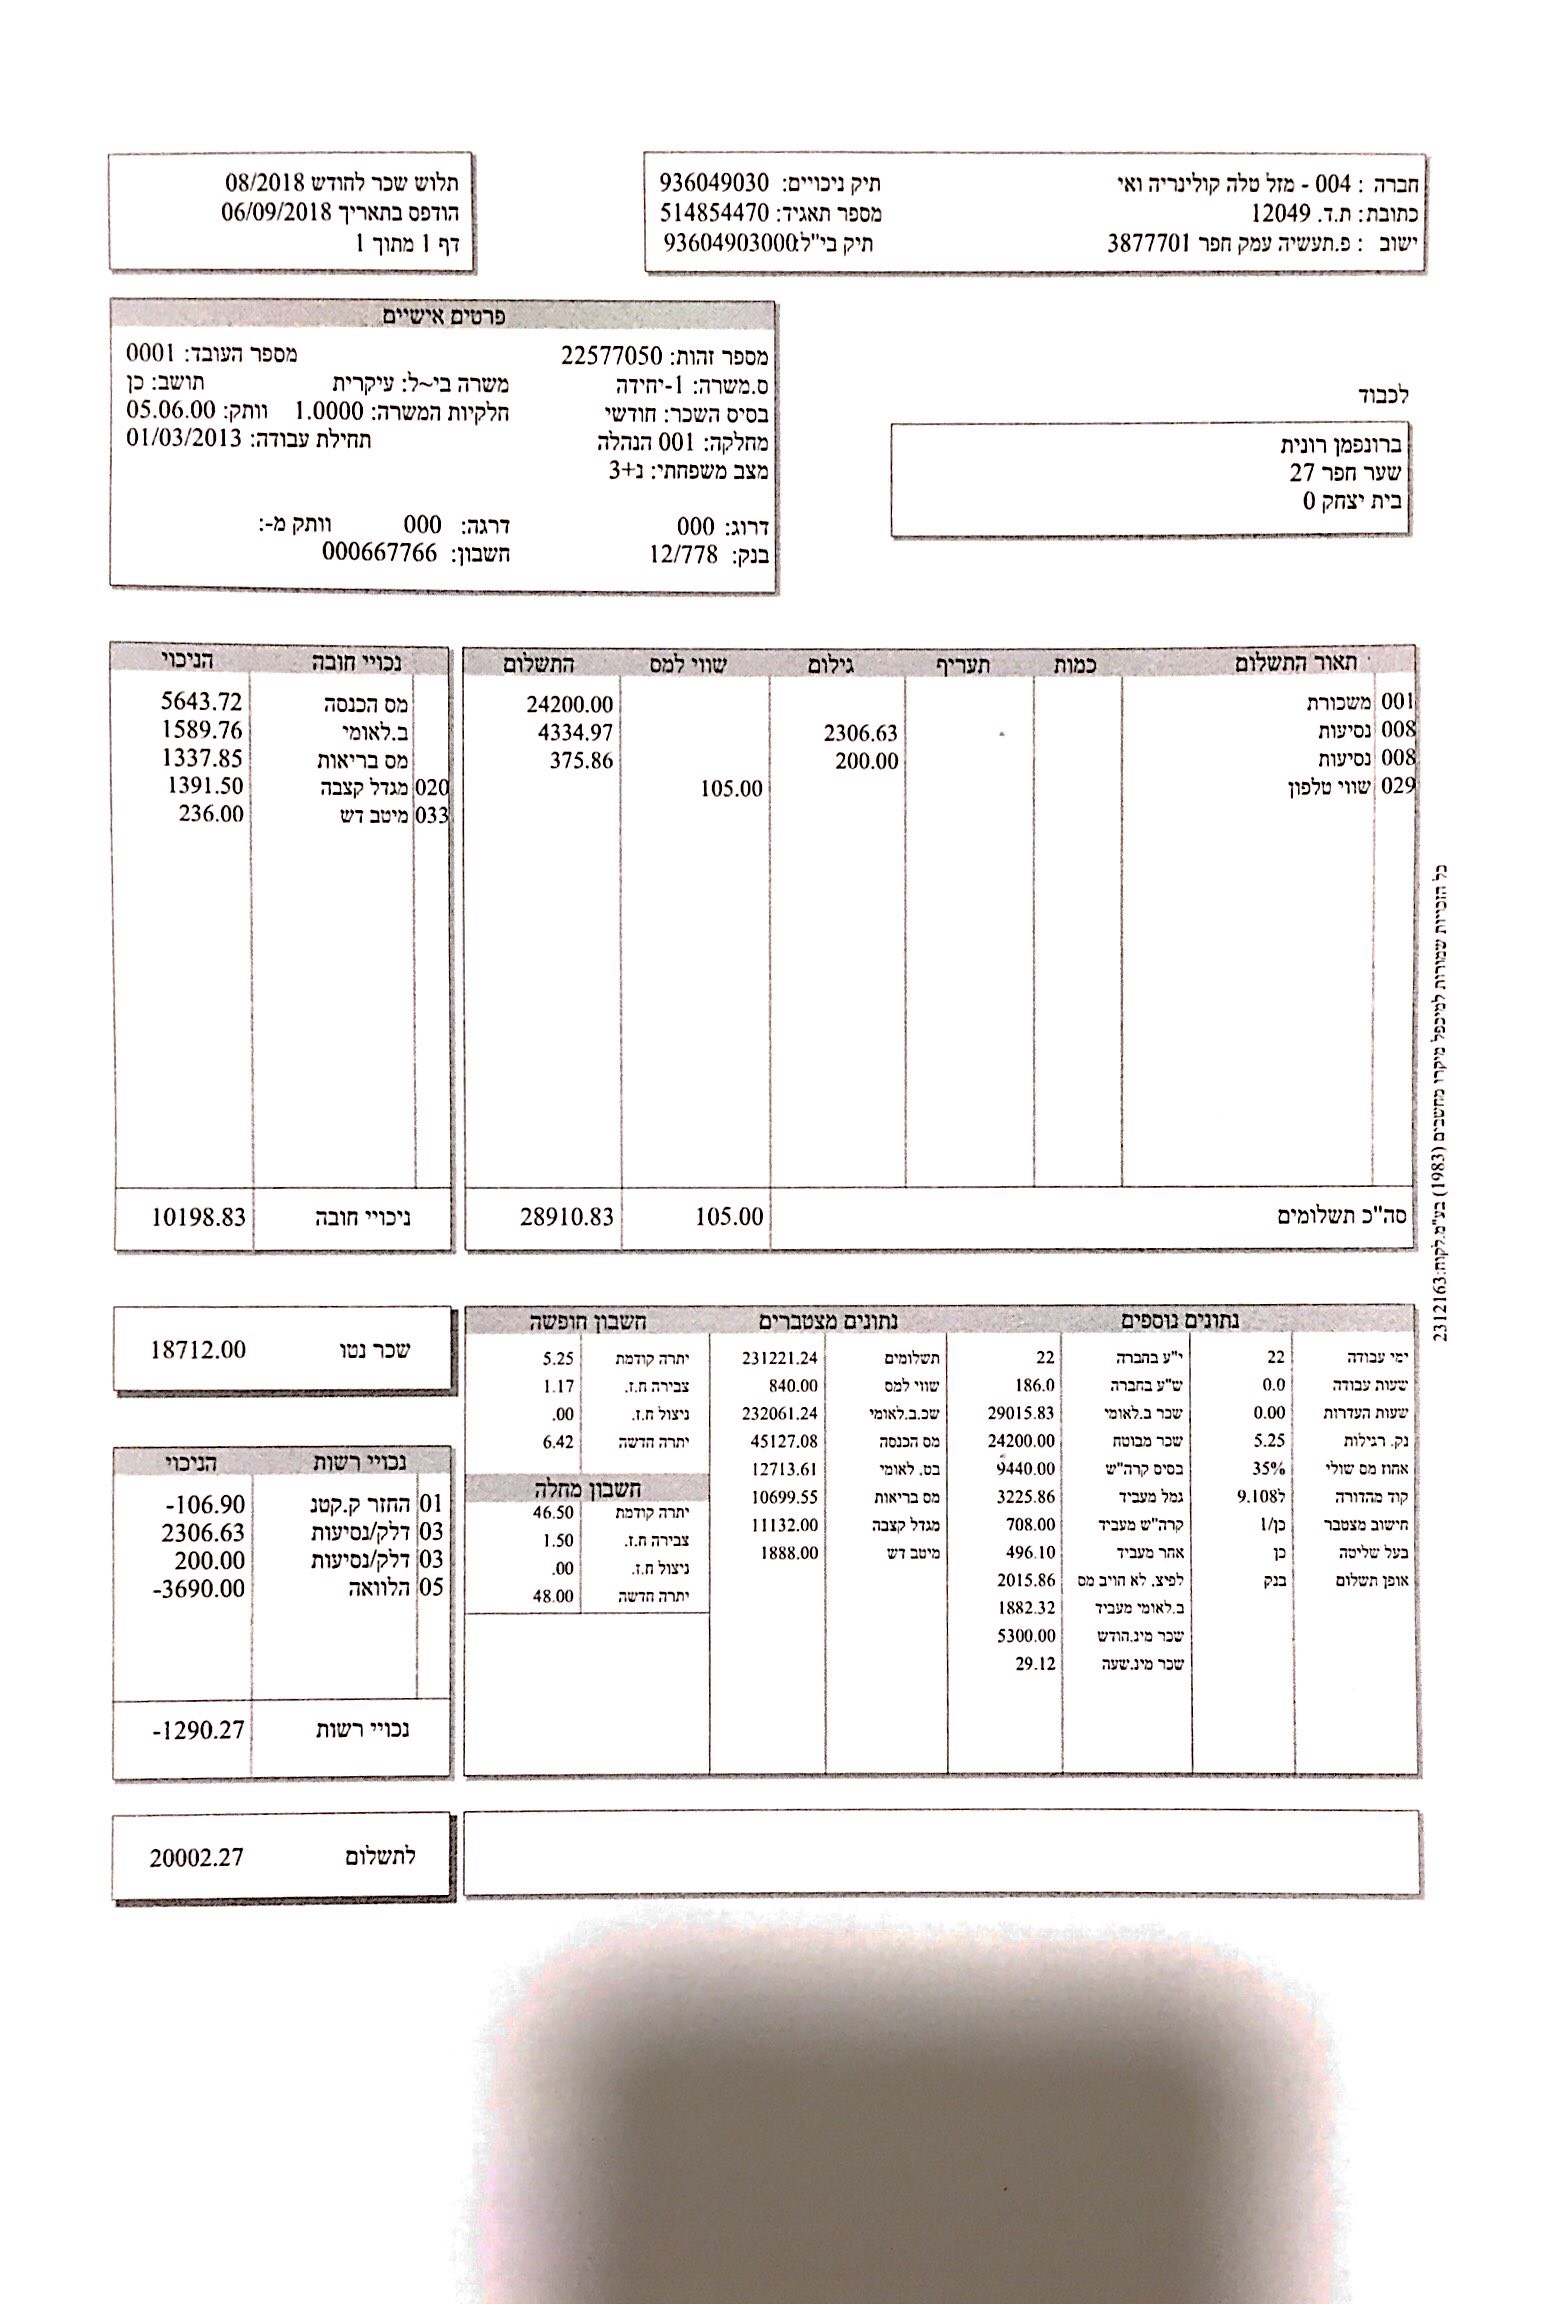 חברה : 004 - מזל טלה קולינריה ואי תיק ניכויים: 936049030
כתובת: ת.ד. 12049 מספר תאגיד: 514854470
ישוב : פ.תעשיה עמק חפר 3877701 תיק בי"ל:93604903000
תלוש שכר לחודש 08/2018
הודפס בתאריך 06/09/2018
דף 1 מתוך 1
פרטים אישיים
מספר זהות: 22577050 מספר העובד: 0001
ס.משרה: 1-יחידה משרה בי~ל: עיקרית תושב: כן
בסיס השכר: חודשי חלקיות המשרה: 1.0000 וותק: 05.06.00
מחלקה: 001 הנהלה תחילת עבודה: 01/03/2013
מצב משפחתי: נ+3
דרוג: 000 דרגה: 000 וותק מ-:
בנק: 12/778 חשבון: 000667766
לכבוד
ברונפמן רונית
שער חפר 27
בית יצחק 0
תאור התשלום כמות תעריף גילום שווי למס התשלום
001 משכורת 24200.00
008 נסיעות 2306.63 4334.97
008 נסיעות 200.00 375.86
029 שווי טלפון 105.00
סה"כ תשלומים 105.00 28910.83
נכויי חובה הניכוי
מס הכנסה 5643.72
ב.לאומי 1589.76
מס בריאות 1337.85
020 מגדל קצבה 1391.50
033 מיטב דש 236.00
ניכויי חובה 10198.83
כל הזכויות שמורות למיכפל מיקרו מחשבים (1983) בע"מ.לקוח:2312163
נתונים נוספים
ימי עבודה 22 י"ע בחברה 22
שעות עבודה 0.0 ש"ע בחברה 186.0
שעות העדרות 0.00 שכר ב.לאומי 29015.83
נק. רגילות 5.25 שכר מבוטח 24200.00
אחוז מס שולי 35% בסיס קרה"ש 9440.00
קוד מהדורה 9.108ל גמל מעביד 3225.86
חישוב מצטבר כן/1 קרה"ש מעביד 708.00
בעל שליטה כן אחר מעביד 496.10
אופן תשלום בנק לפיצ. לא הויב מס 2015.86
ב.לאומי מעביד 1882.32
שכר מינ.חודש 5300.00
שכר מינ.שעה 29.12
נתונים מצטברים
תשלומים 231221.24
שווי למס 840.00
שכ.ב.לאומי 232061.24
מס הכנסה 45127.08
בט. לאומי 12713.61
מס בריאות 10699.55
מגדל קצבה 11132.00
מיטב דש 1888.00
חשבון חופשה
יתרה קודמת 5.25
צבירה ח.ז. 1.17
ניצול ח.ז. .00
יתרה חדשה 6.42
חשבון מחלה
יתרה קודמת 46.50
צבירה ח.ז. 1.50
ניצול ח.ז. .00
יתרה חדשה 48.00
שכר נטו 18712.00
נכויי רשות הניכוי
01 החזר ק.קטנ 106.90-
03 דלק/נסיעות 2306.63
03 דלק/נסיעות 200.00
05 הלוואה 3690.00-
נכויי רשות 1290.27-
לתשלום 20002.27